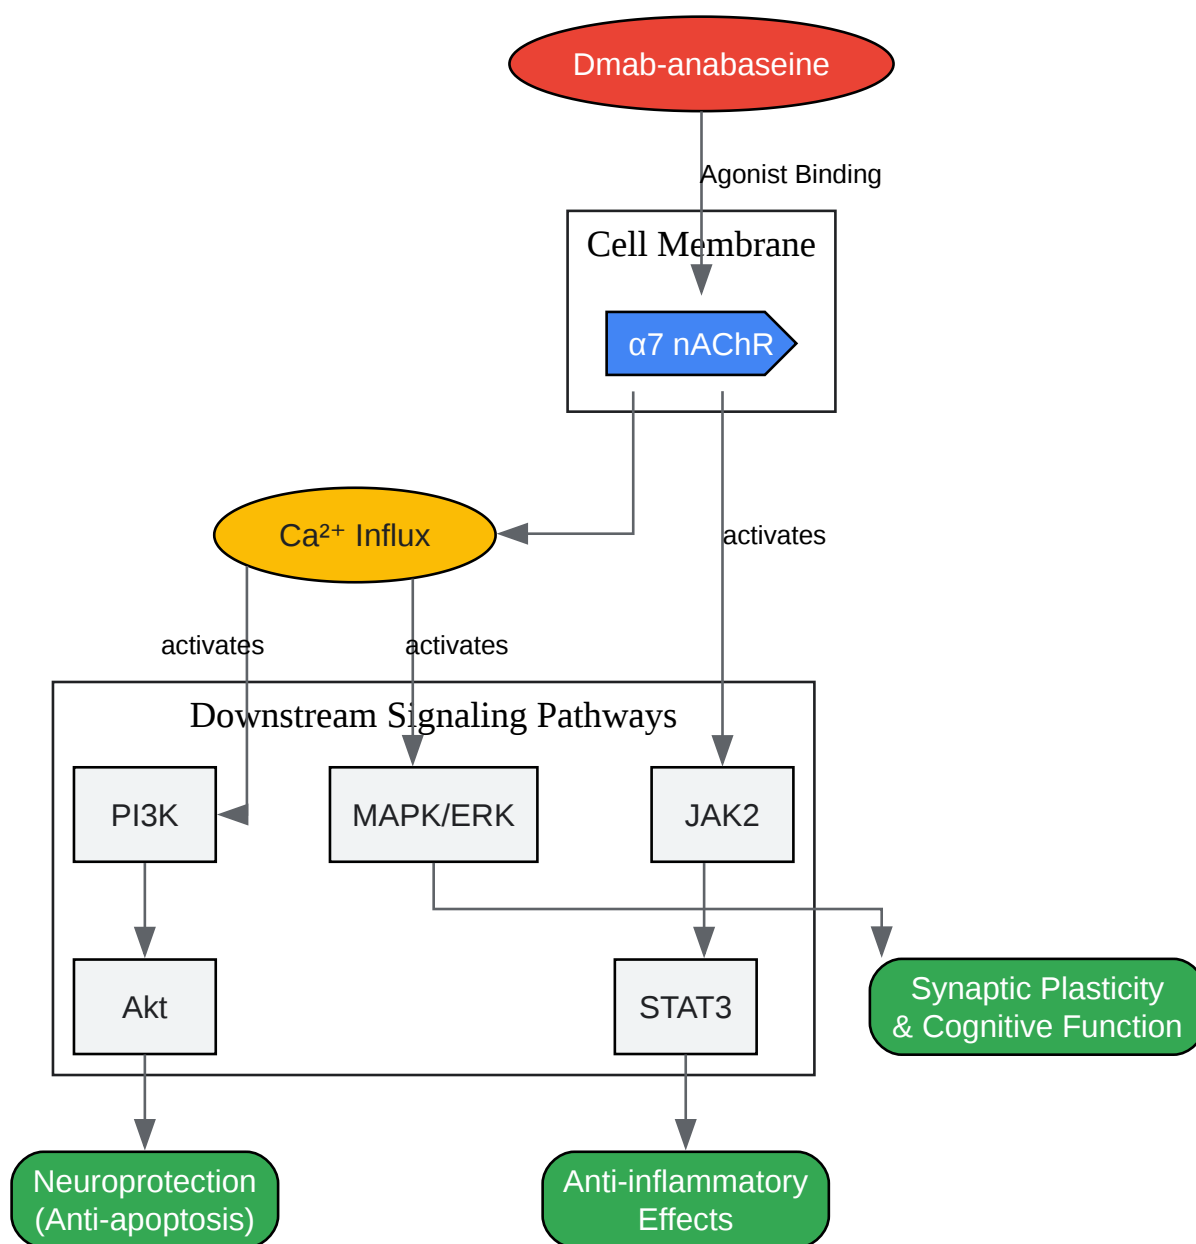 Dmab-anabaseine
Agonist Binding
Cell Membrane
α7 nAChR
Ca²⁺ Influx
activates
activates
activates
Downstream Signaling Pathways
PI3K
MAPK/ERK
JAK2
Akt
STAT3
Synaptic Plasticity
& Cognitive Function
Neuroprotection
(Anti-apoptosis)
Anti-inflammatory
Effects